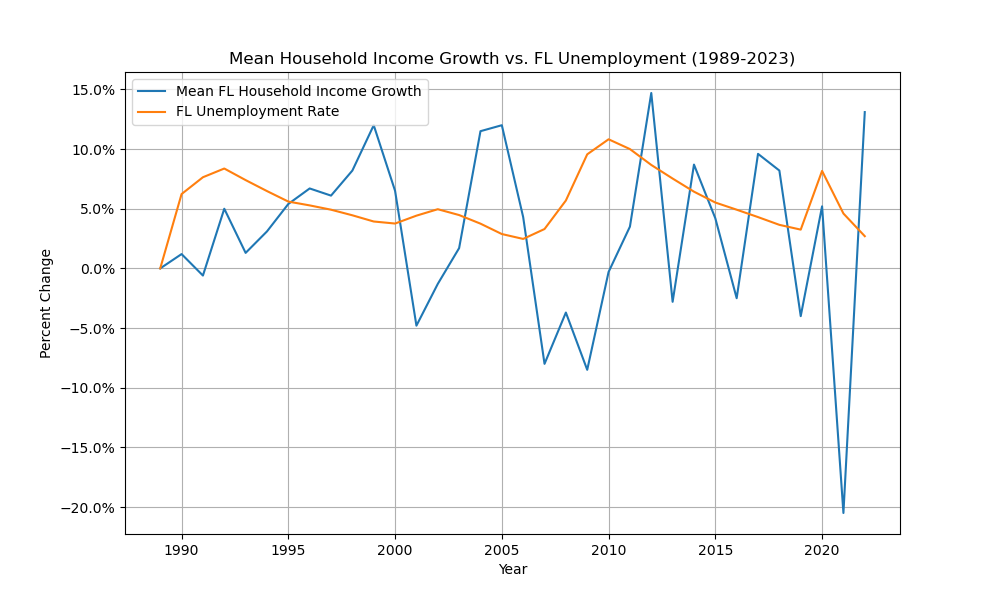 Mean Household Income Growth vs. FL Unemployment (1989-2023)
Mean FL Household Income Growth
FL Unemployment Rate
15.0%
10.0%
5.0%
0.0%
−5.0%
−10.0%
−15.0%
−20.0%
Percent Change
1990 1995 2000 2005 2010 2015 2020
Year